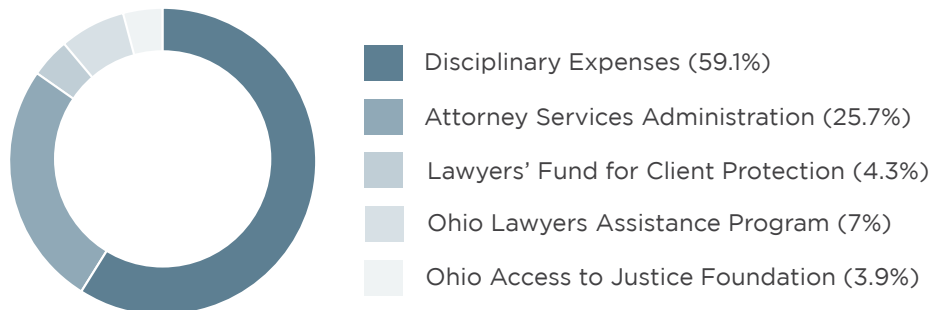 Disciplinary Expenses (59.1%)
Attorney Services Administration (25.7%)
Lawyers’ Fund for Client Protection (4.3%)
Ohio Lawyers Assistance Program (7%)
Ohio Access to Justice Foundation (3.9%)